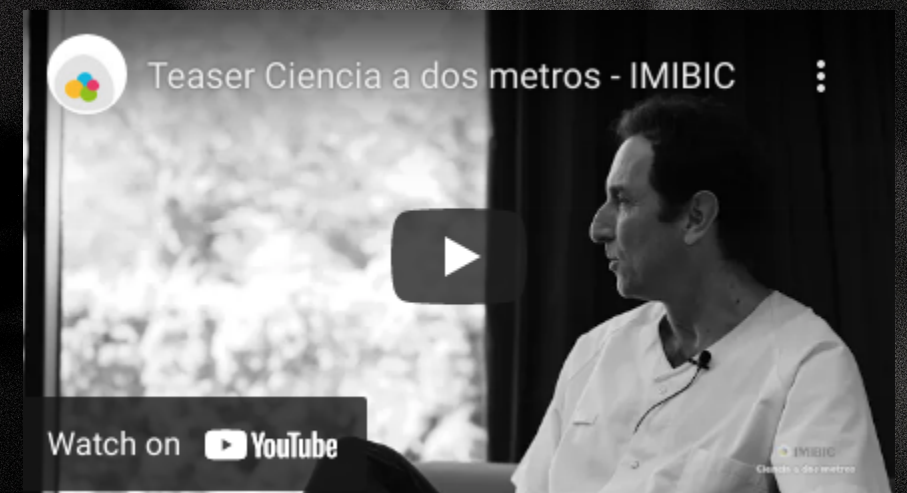 Teaser Ciencia a dos metros - IMIBIC
Watch on YouTube
IMIBIC
Ciencia a dos metros